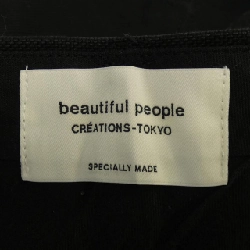 beautiful people
CRÉATIONS-TOKYO
SPECIALLY MADE